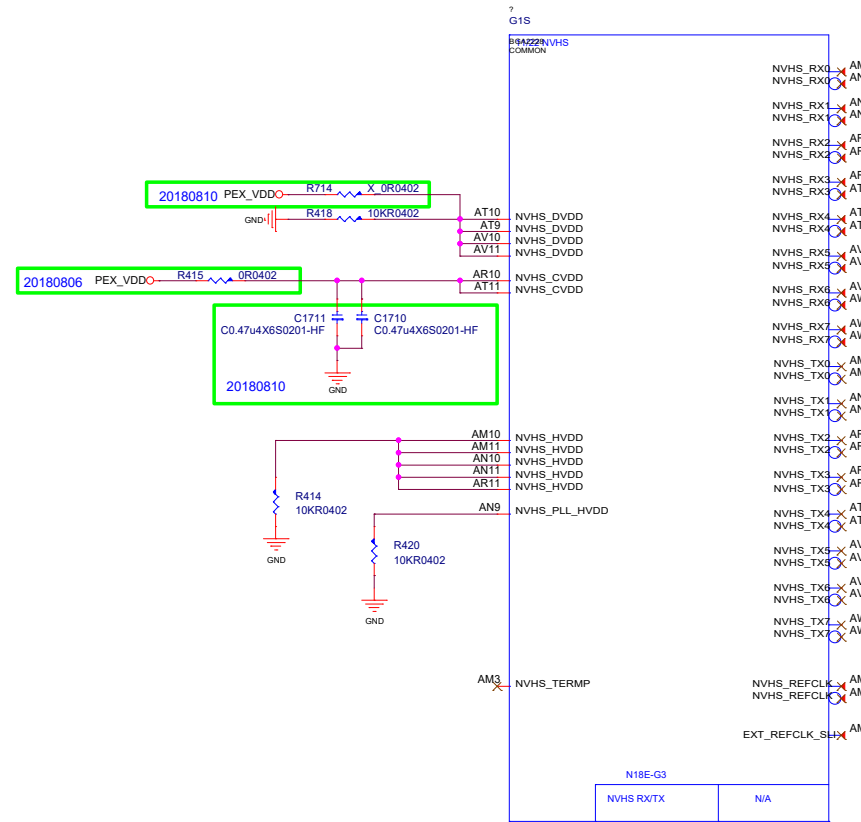 ?
G1S
COMMON
NVHS_RX0
NVHS_RX0
NVHS_RX1
NVHS_RX1
NVHS_RX2
NVHS_RX2
NVHS_RX3
NVHS_RX3
NVHS_RX4
NVHS_RX4
NVHS_RX5
NVHS_RX5
NVHS_RX6
NVHS_RX6
NVHS_RX7
NVHS_RX7
NVHS_TX0
NVHS_TX0
NVHS_TX1
NVHS_TX1
NVHS_TX2
NVHS_TX2
NVHS_TX3
NVHS_TX3
NVHS_TX4
NVHS_TX4
NVHS_TX5
NVHS_TX5
NVHS_TX6
NVHS_TX6
NVHS_TX7
NVHS_TX7
NVHS_REFCLK
NVHS_REFCLK
20180810 PEX_VDD R714 X_0R0402
GND R418 10KR0402
AT10 NVHS_DVDD
AT9 NVHS_DVDD
AV10 NVHS_DVDD
AV11 NVHS_DVDD
20180806 PEX_VDD R415 0R0402
AR10 NVHS_CVDD
AT11 NVHS_CVDD
C1711 C1710
C0.47u4X6S0201-HF C0.47u4X6S0201-HF
20180810
GND
AM10 NVHS_HVDD
AM11 NVHS_HVDD
AN10 NVHS_HVDD
AN11 NVHS_HVDD
AR11 NVHS_HVDD
R414
10KR0402
GND
AN9 NVHS_PLL_HVDD
R420
10KR0402
GND
AM3 NVHS_TERMP
N18E-G3
NVHS RX/TX N/A